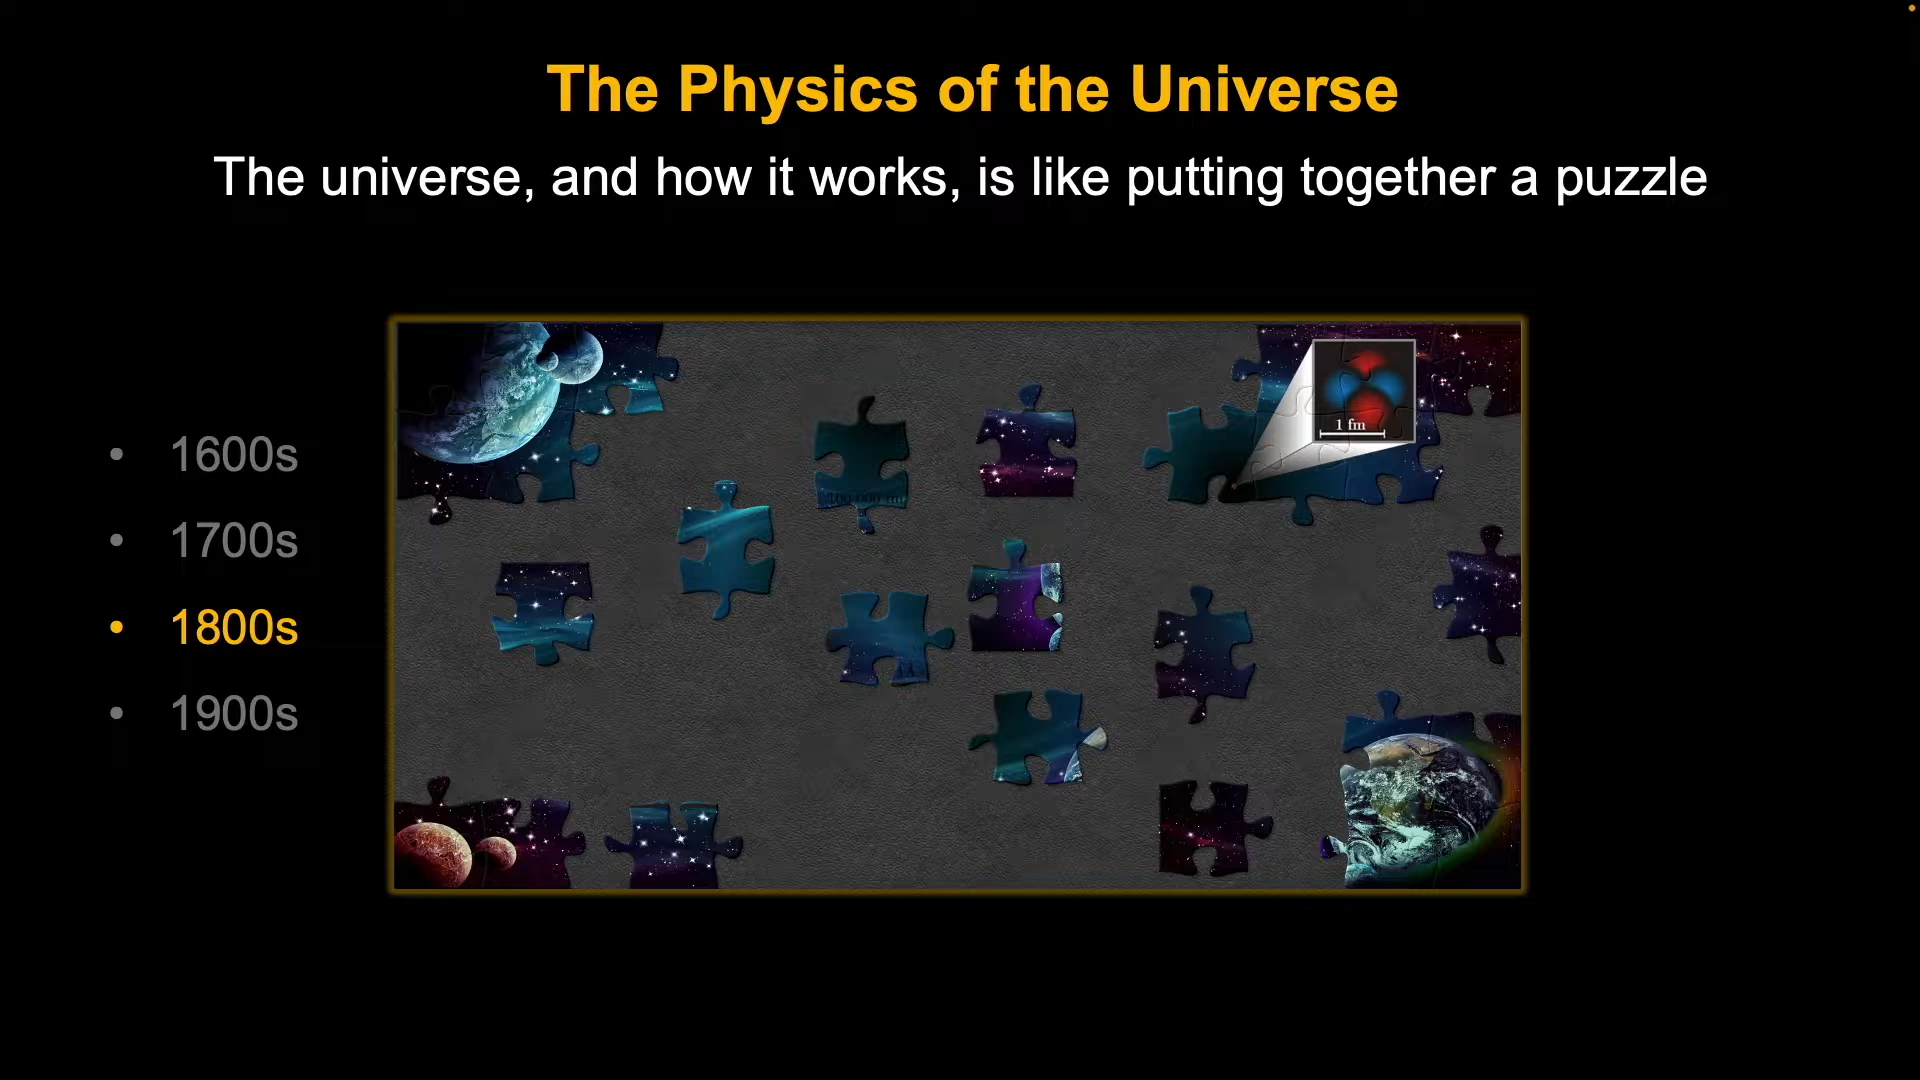 The Physics of the Universe
The universe, and how it works, is like putting together a puzzle
• 1600s
• 1700s
• 1800s
• 1900s
1 fm